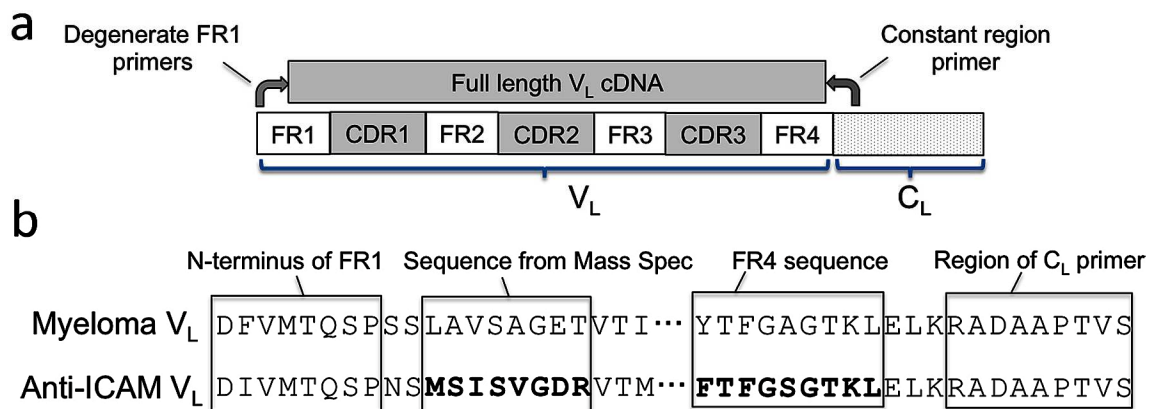 a
Degenerate FR1
primers
Constant region
primer
Full length VL cDNA
FR1 CDR1 FR2 CDR2 FR3 CDR3 FR4
VL CL
b
N-terminus of FR1 Sequence from Mass Spec FR4 sequence Region of CL primer
Myeloma VL DFVMTQSPSSLAVSAGETVTI··· YTFGAGTKLELKRADAAPTVS
Anti-ICAM VL DIVMTQSPNSMSISVGDRVTM··· FTFGSGTKLELKRADAAPTVS